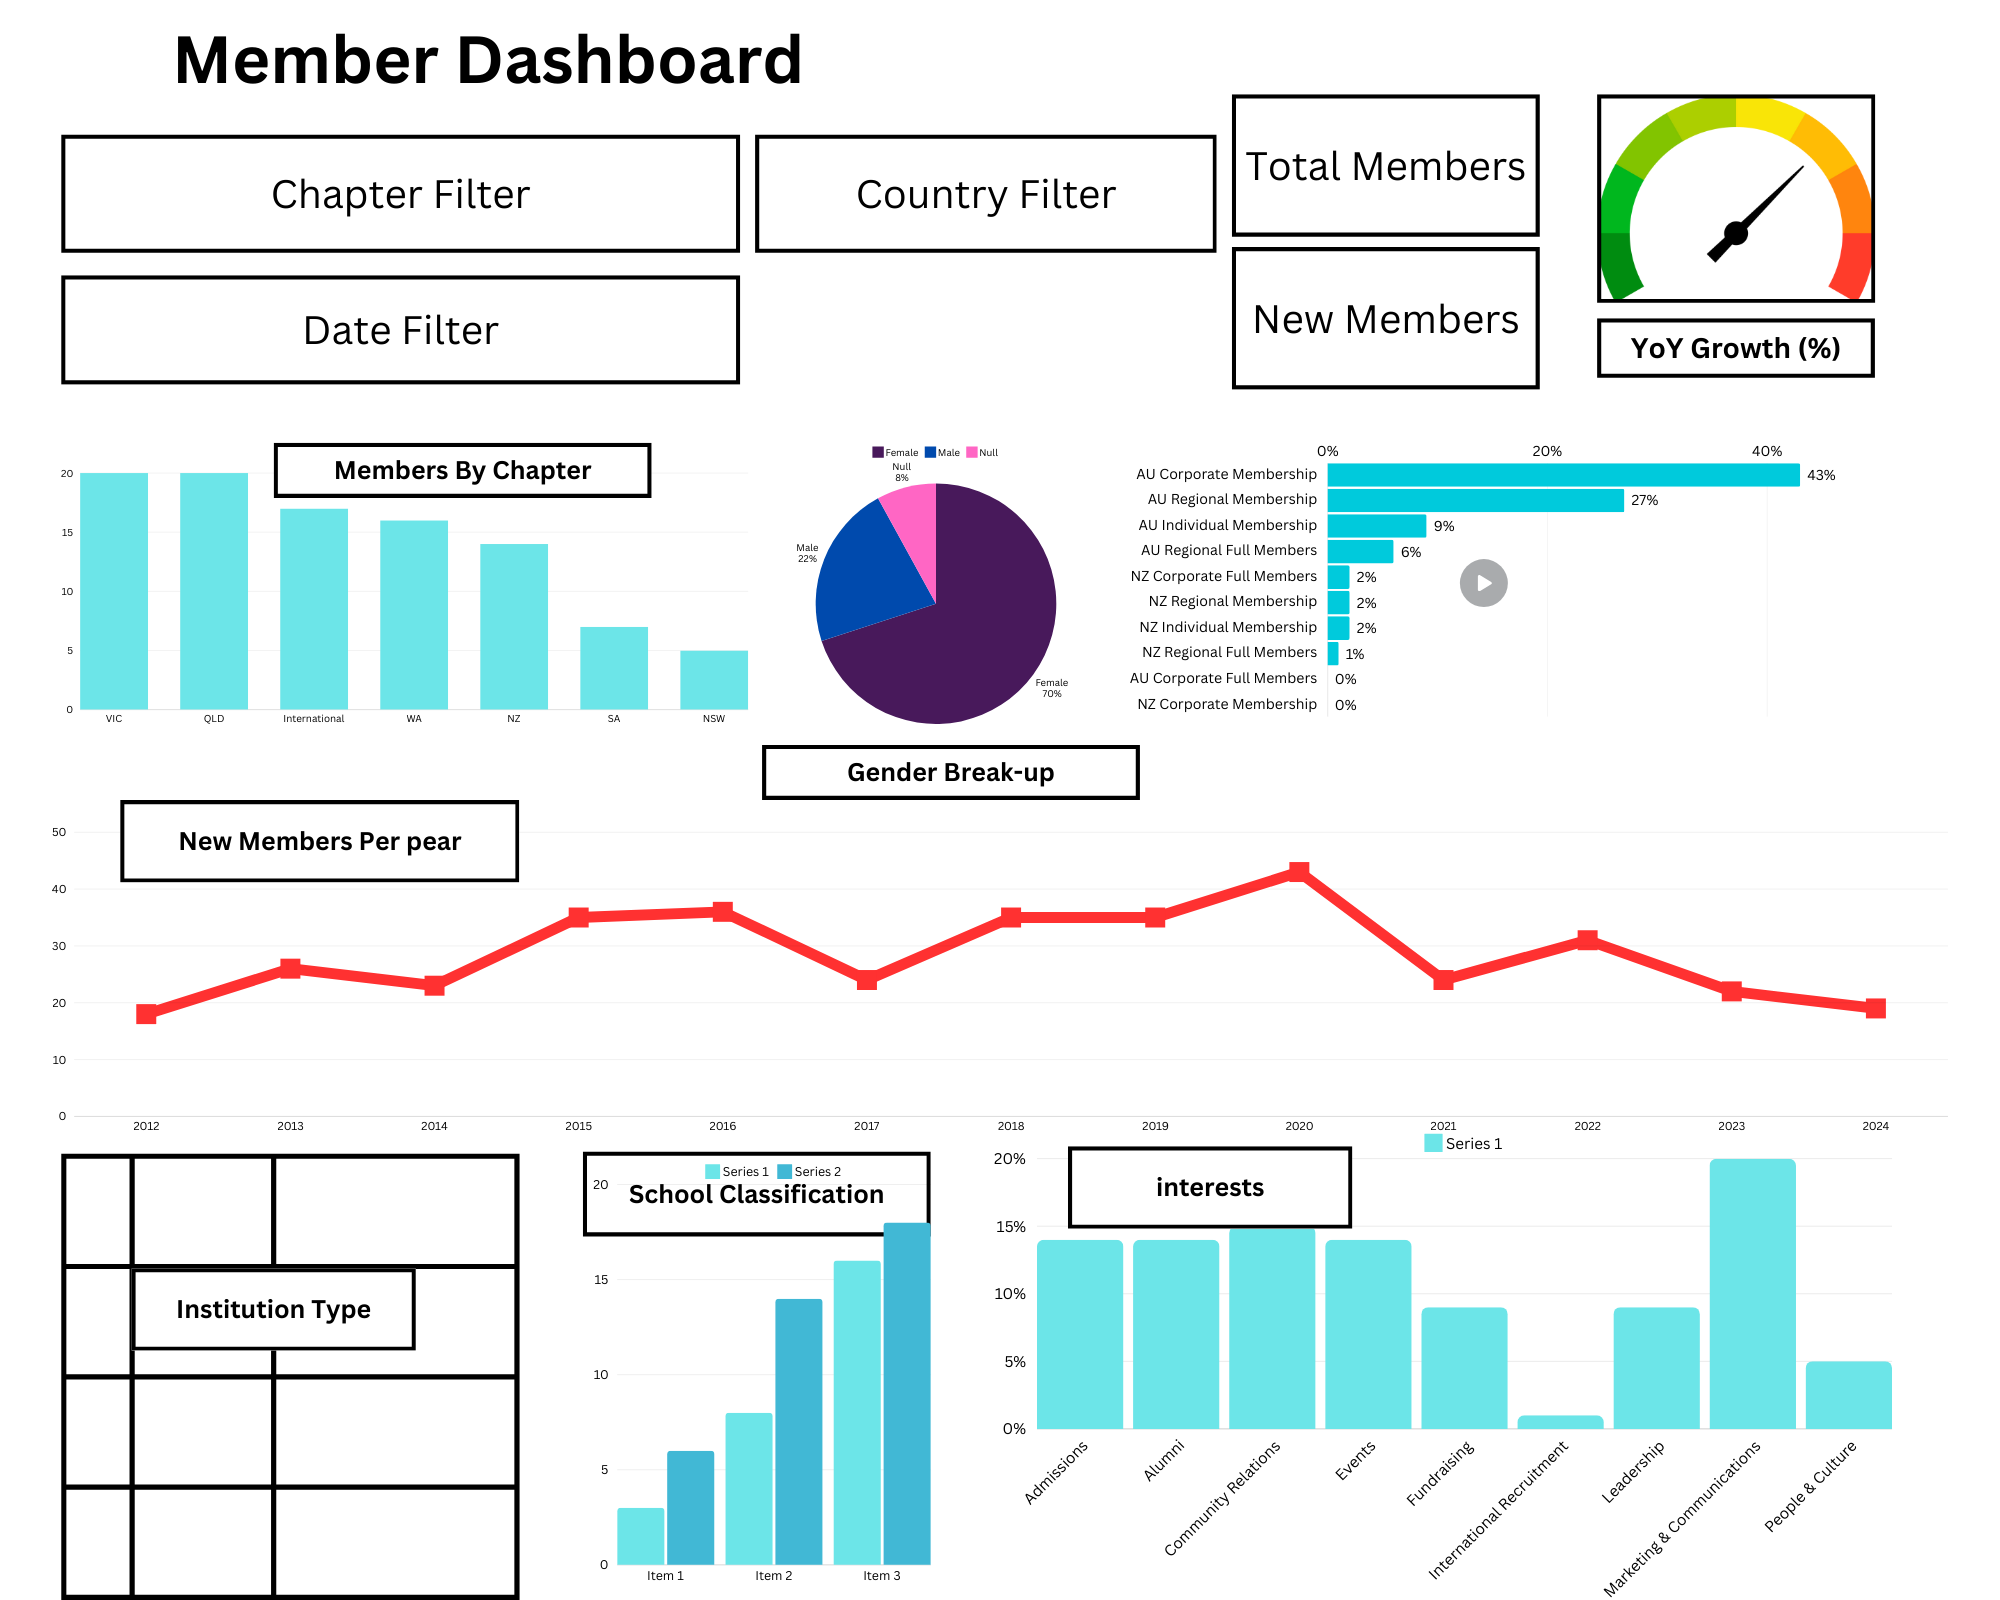 Member Dashboard
Chapter Filter
Country Filter
Total Members
Date Filter
New Members
YoY Growth (%)
Members By Chapter
20
15
10
5
0
VIC
QLD
International
WA
NZ
SA
NSW
Female
Male
Null
Null
8%
Male
22%
Female
70%
Gender Break-up
0%
20%
40%
AU Corporate Membership 43%
AU Regional Membership 27%
AU Individual Membership 9%
AU Regional Full Members 6%
NZ Corporate Full Members 2%
NZ Regional Membership 2%
NZ Individual Membership 2%
NZ Regional Full Members 1%
AU Corporate Full Members 0%
NZ Corporate Membership 0%
New Members Per pear
50
40
30
20
10
0
2012
2013
2014
2015
2016
2017
2018
2019
2020
2021
2022
2023
2024
Institution Type
Series 1
Series 2
School Classification
20
15
10
5
0
Item 1
Item 2
Item 3
Series 1
interests
20%
15%
10%
5%
0%
Admissions
Alumni
Community Relations
Events
Fundraising
International Recruitment
Leadership
Marketing & Communications
People & Culture